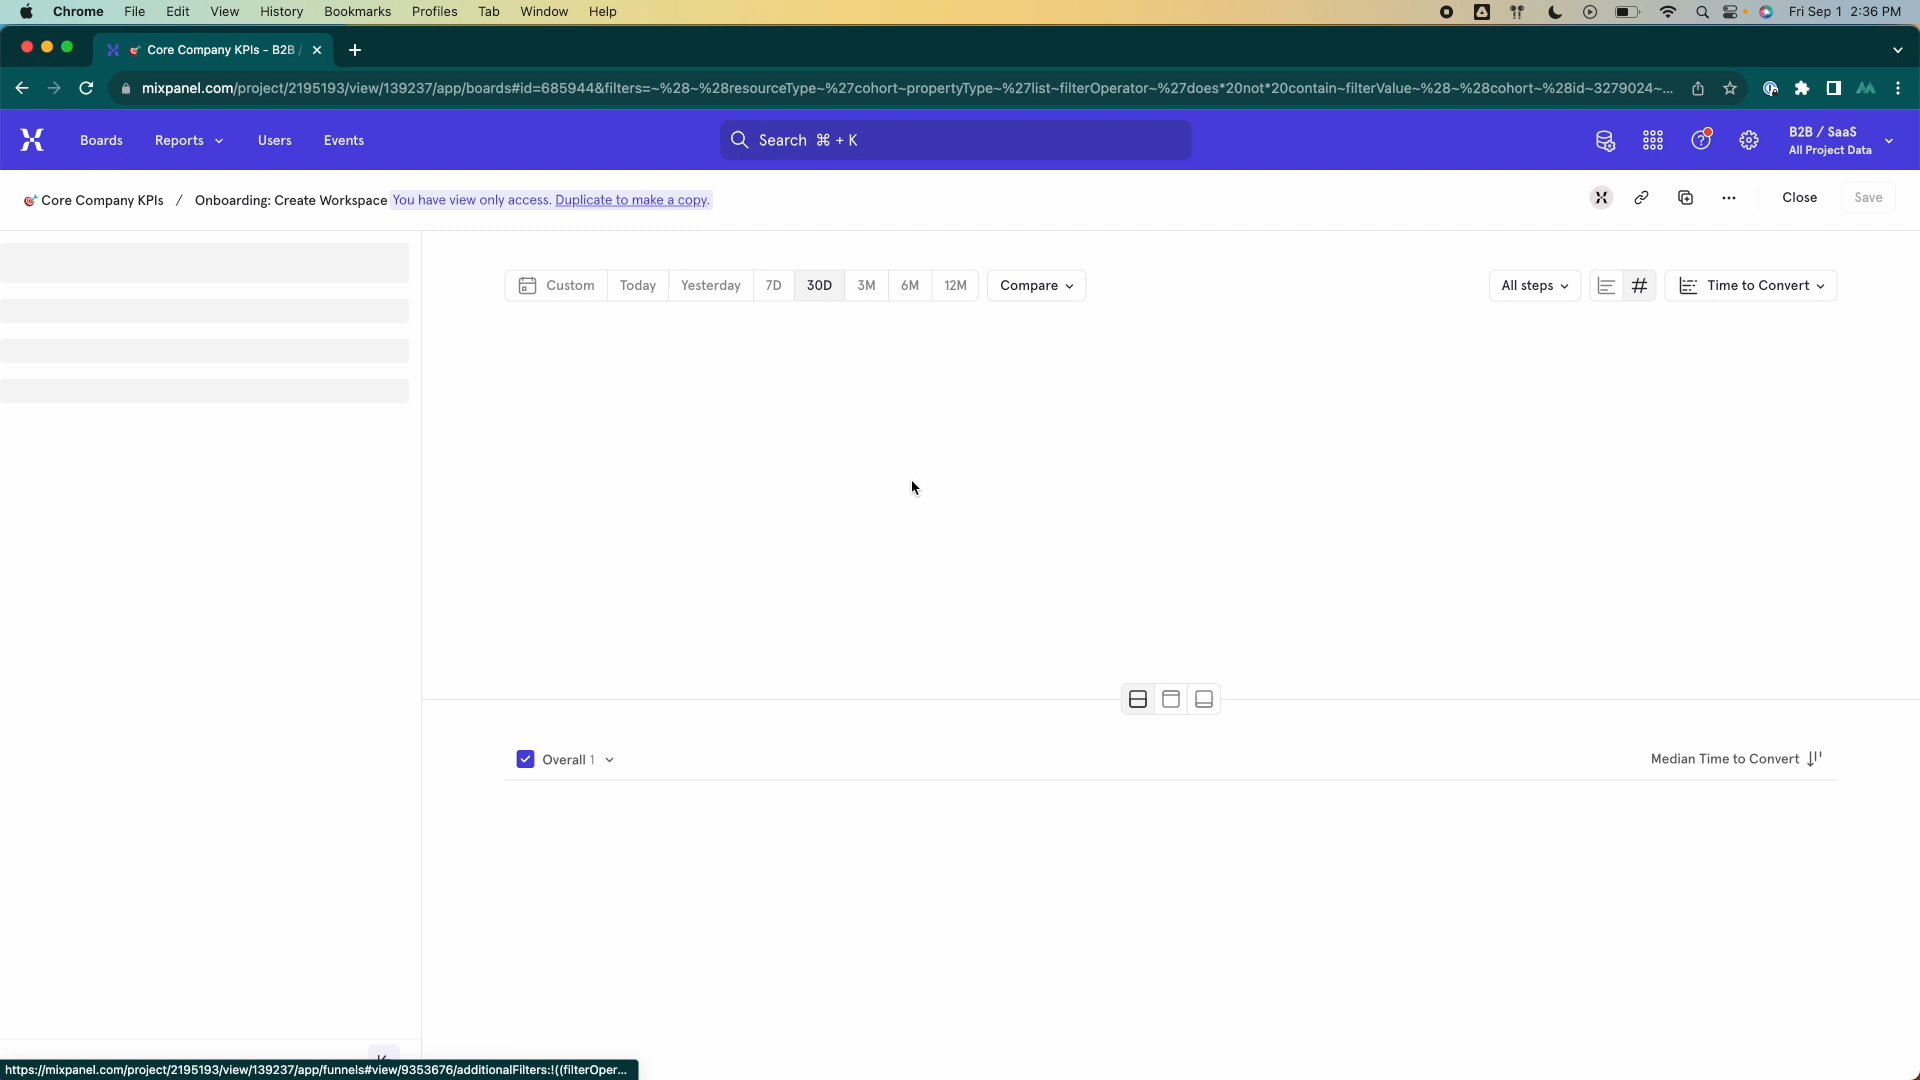 Chrome File Edit View History Bookmarks Profiles Tab Window Help Fri Sep 1 2:36 PM
Core Company KPIs - B2B /
mixpanel.com/project/2195193/view/139237/app/boards#id=685944&filters=~%28~%28resourceType~%27cohort~propertyType~%27list~filterOperator~%27does*20not*20contain~filterValue~%28~%28cohort~%28id~3279024~...
Boards Reports Users Events Search ⌘ + K B2B / SaaS
All Project Data
Core Company KPIs / Onboarding: Create Workspace You have view only access. Duplicate to make a copy. Close Save
Custom Today Yesterday 7D 30D 3M 6M 12M Compare All steps # Time to Convert
Overall 1 Median Time to Convert
https://mixpanel.com/project/2195193/view/139237/app/funnels#view/9353676/additionalFilters:!((filterOper...